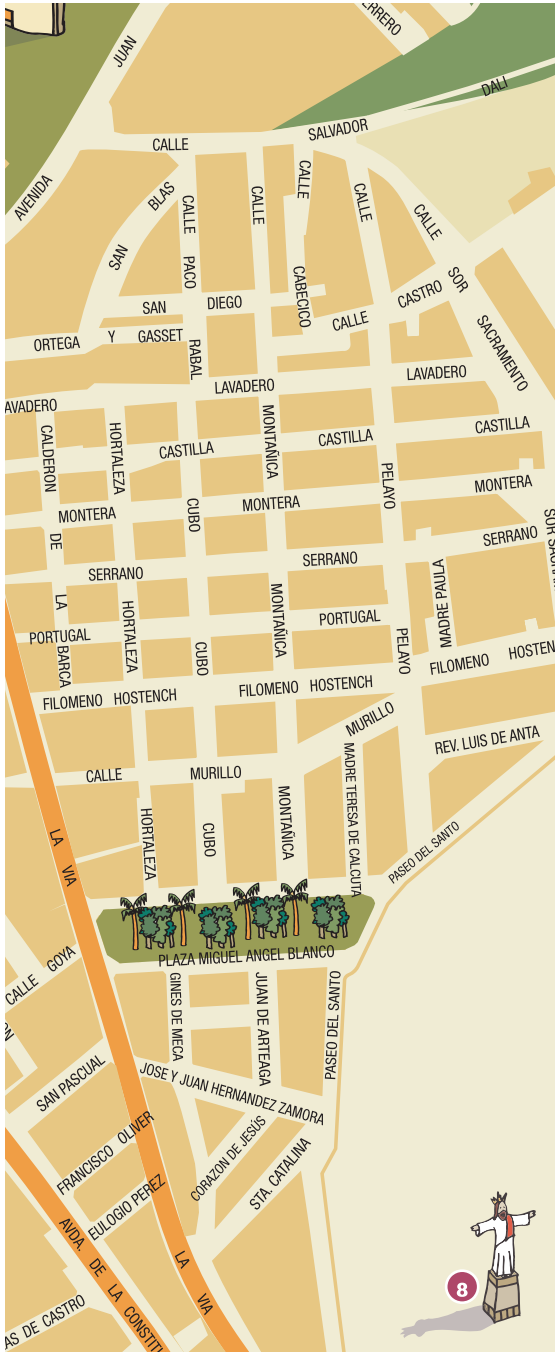 ERRERO
JUAN
DALI
SALVADOR
CALLE
AVENIDA
BLAS
SAN
CALLE
PACO
RABAL
CALLE
CALLE
CABECICO
CALLE
CALLE
SOR
SACRAMENTO
SAN DIEGO
CALLE CASTRO
ORTEGA Y GASSET
LAVADERO
LAVADERO
AVADERO
CALDERON
DE
LA
BARCA
HORTALEZA
MONTAÑICA
CASTILLA
CASTILLA
CASTILLA
PELAYO
CUBO
MONTERA
MONTERA
MONTERA
SERRANO
SERRANO
SERRANO
SOR SACRA
MADRE PAULA
HORTALEZA
MONTAÑICA
PORTUGAL
PORTUGAL
CUBO
PELAYO
FILOMENO HOSTENCH
FILOMENO HOSTENCH
FILOMENO HOSTEN
MURILLO
REV. LUIS DE ANTA
CALLE MURILLO
MADRE TERESA DE CALCUTA
HORTALEZA
CUBO
MONTAÑICA
LA VIA
PASEO DEL SANTO
PLAZA MIGUEL ANGEL BLANCO
CALLE GOYA
ON
GINES DE MECA
JUAN DE ARTEAGA
PASEO DEL SANTO
SAN PASCUAL
JOSE Y JUAN HERNANDEZ ZAMORA
FRANCISCO OLIVER
CORAZON DE JESÚS
STA. CATALINA
EULOGIO PEREZ
AVDA. DE LA CONSTITU
LA VIA
AS DE CASTRO
8